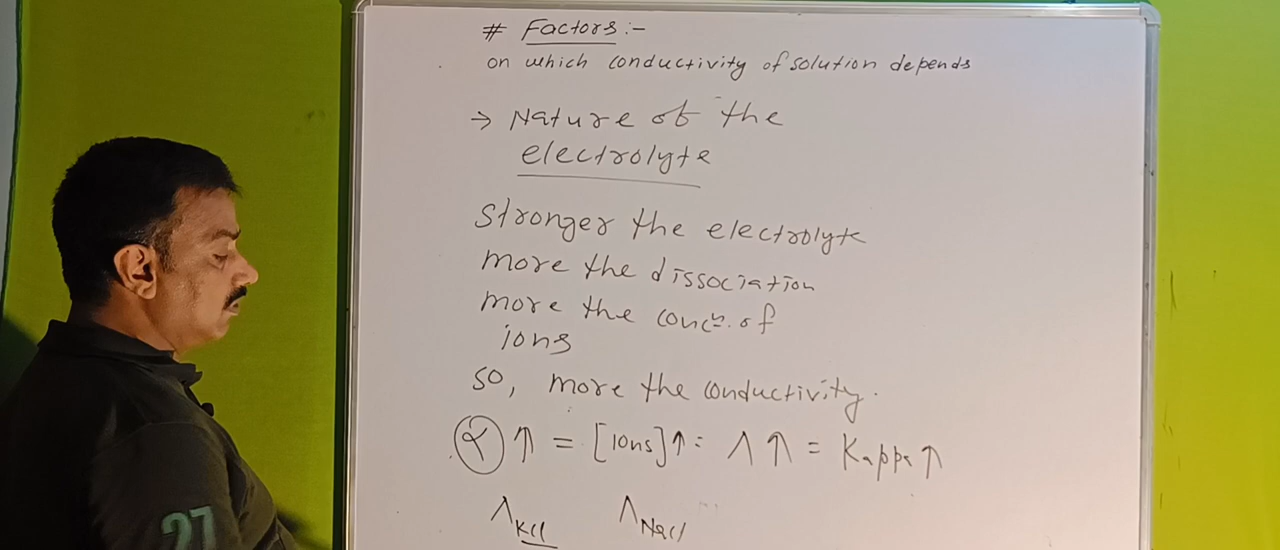 # Factors :-
on which conductivity of solution depends
→ Nature of the
electrolyte
Stronger the electrolyte
more the dissociation
more the concn. of
ions
so, more the conductivity.
α ↑ = [Ions]↑ = Λ ↑ = Kappa ↑
ΛKCl ΛNaCl
27